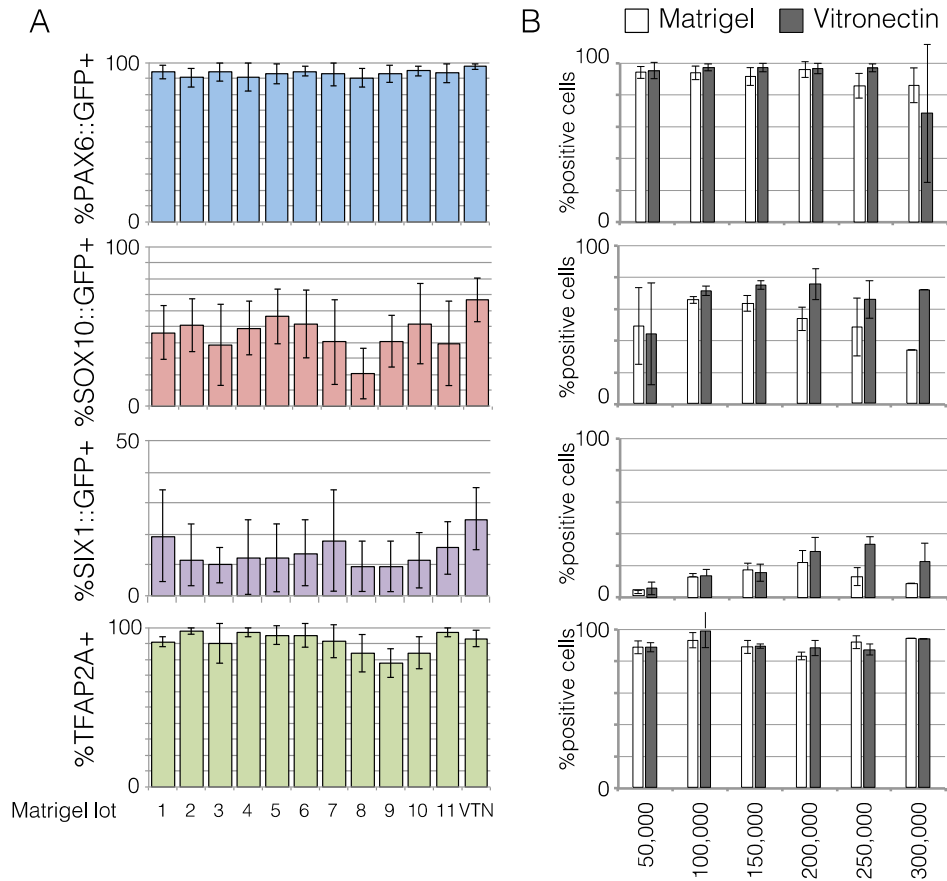 A
B
Matrigel
Vitronectin
%PAX6::GFP+
100
0
%SOX10::GFP+
100
0
%SIX1::GFP+
50
0
%TFAP2A+
100
0
Matrigel lot
1 2 3 4 5 6 7 8 9 10 11 VTN
%positive cells
100
0
%positive cells
100
0
%positive cells
100
0
%positive cells
100
0
50,000
100,000
150,000
200,000
250,000
300,000